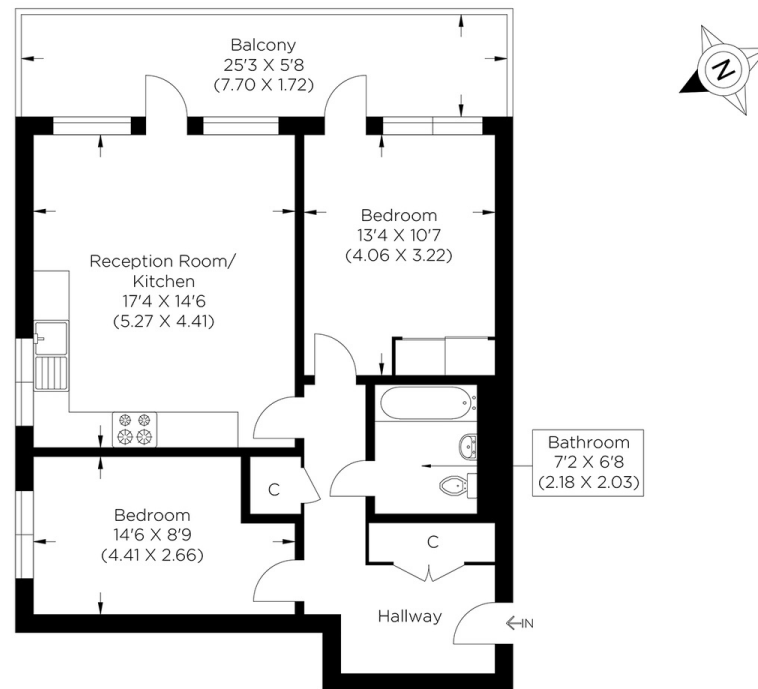 Balcony
25'3 X 5'8
(7.70 X 1.72)
N
Bedroom
13'4 X 10'7
(4.06 X 3.22)
Reception Room/
Kitchen
17'4 X 14'6
(5.27 X 4.41)
Bathroom
7'2 X 6'8
(2.18 X 2.03)
C
Bedroom
14'6 X 8'9
(4.41 X 2.66)
C
Hallway
IN